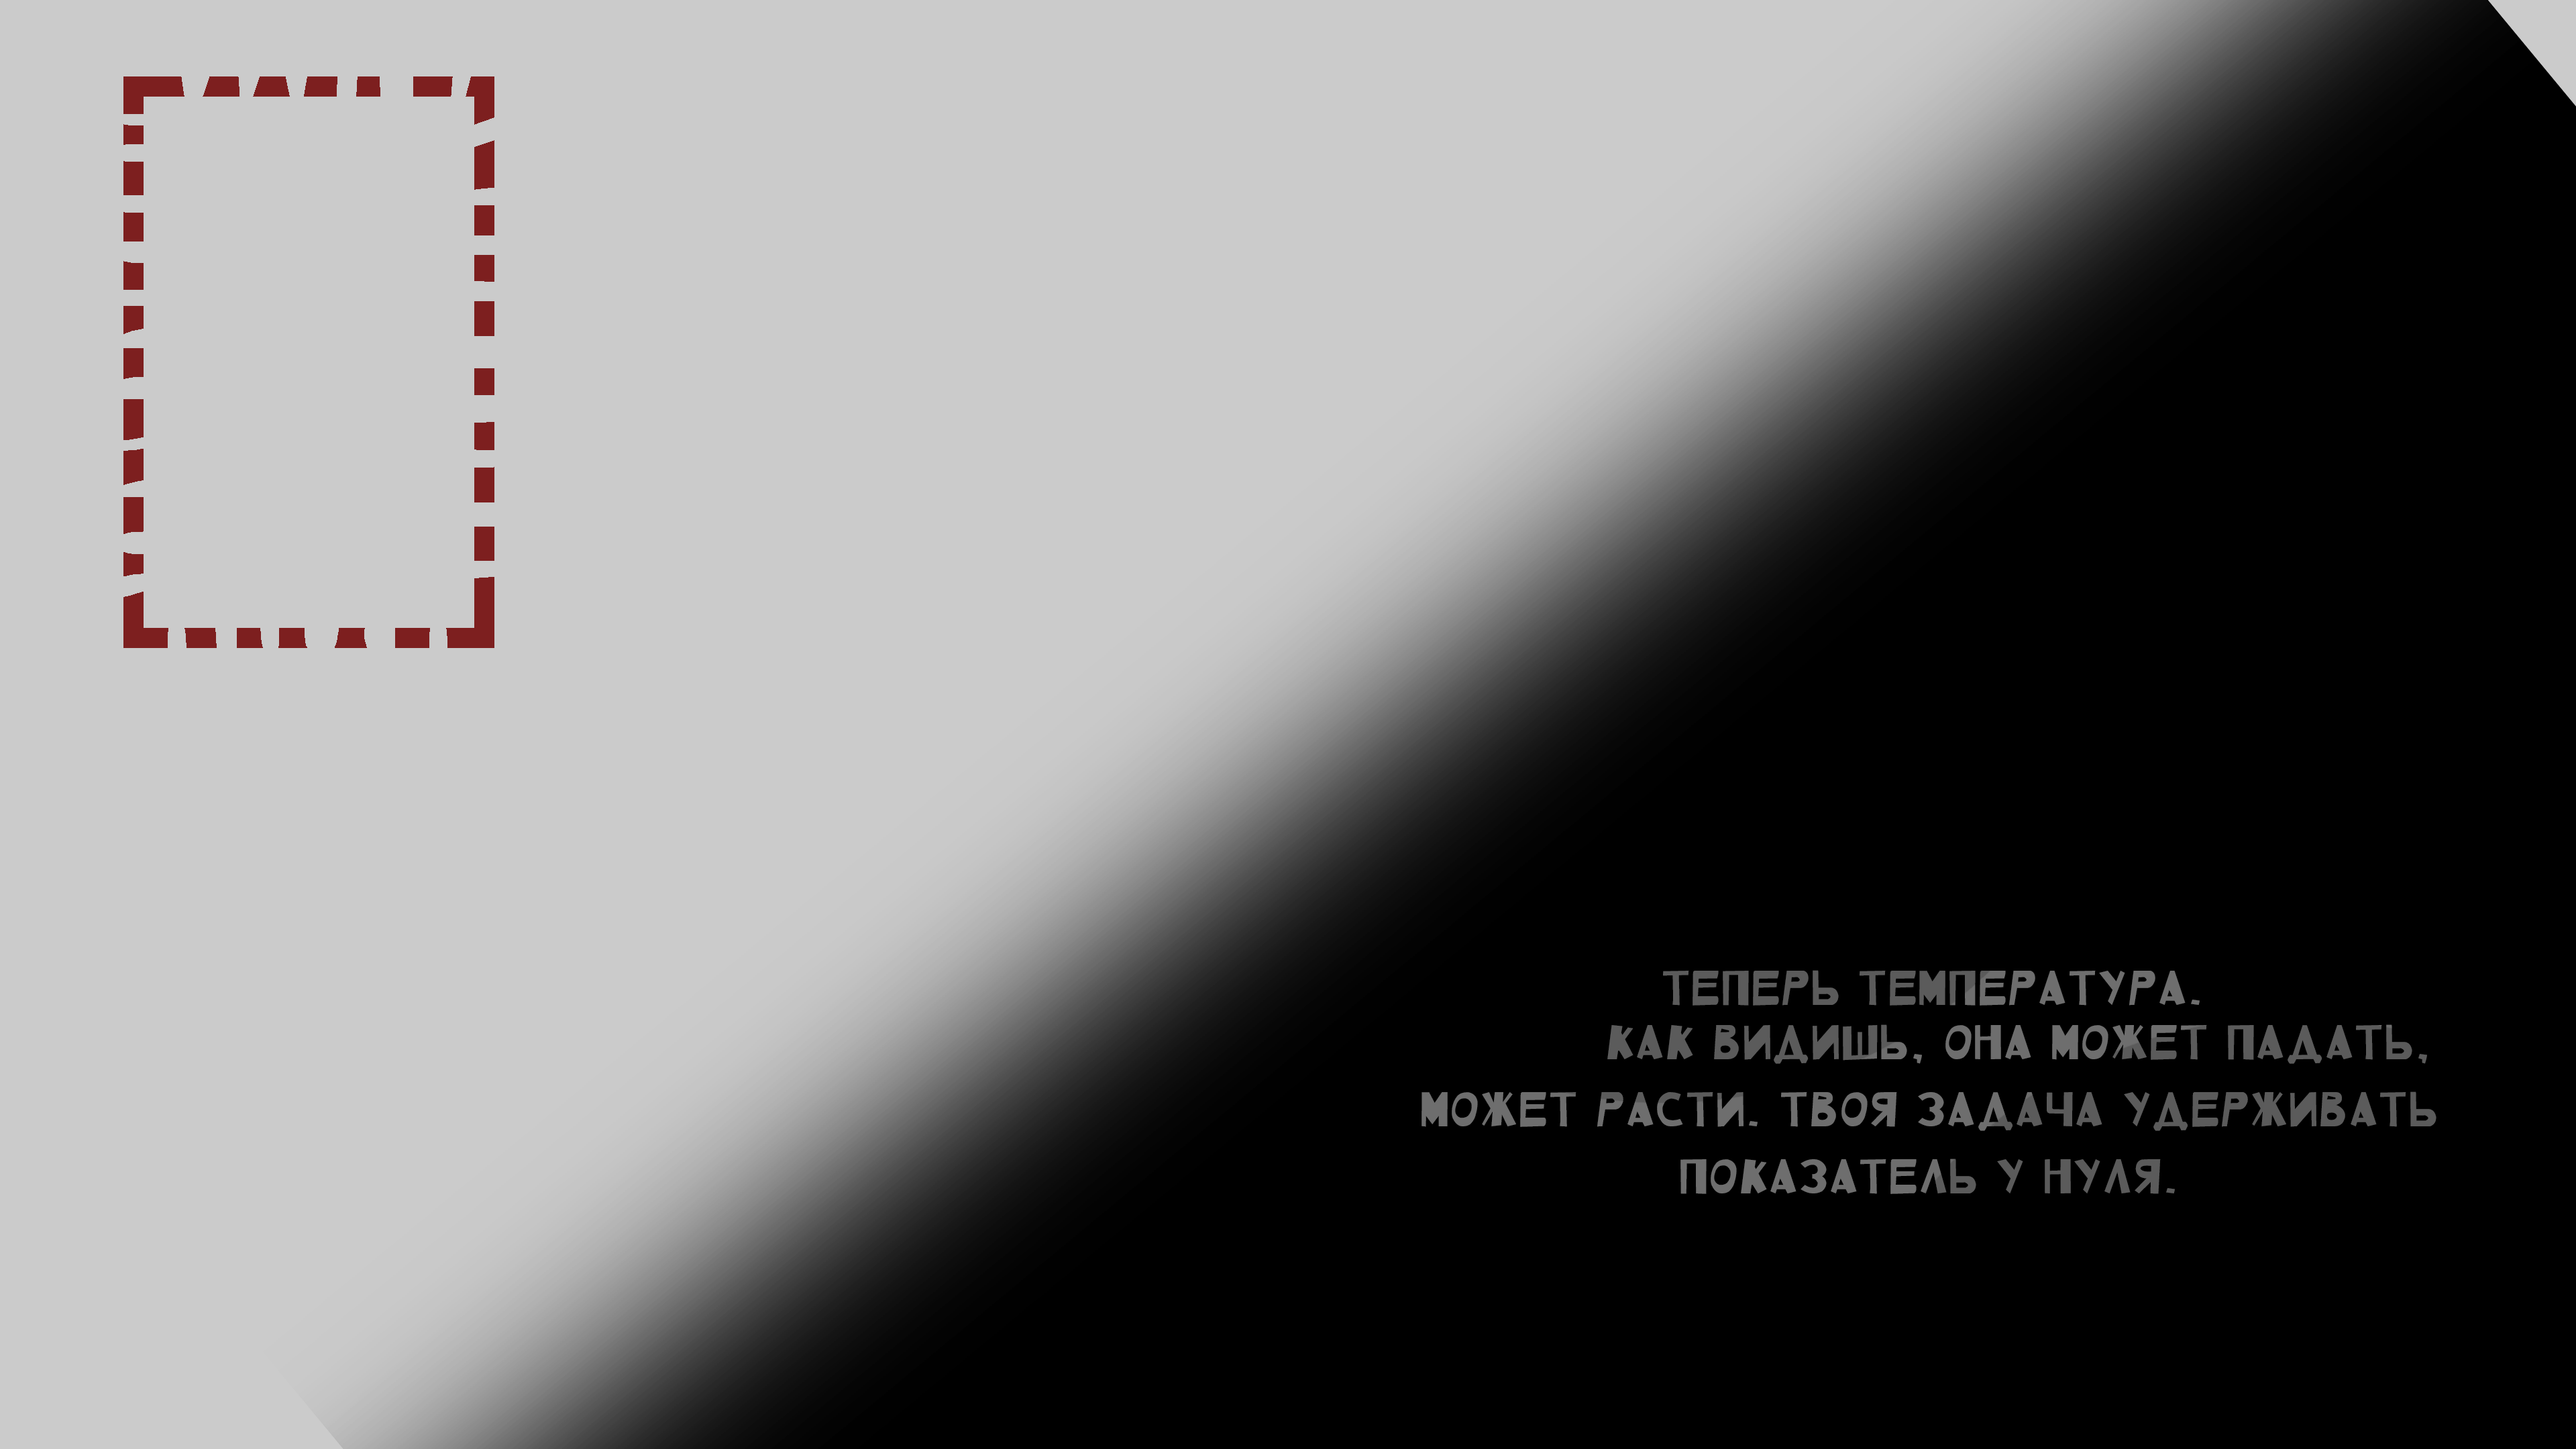 ТЕПЕРЬ ТЕМПЕРАТУРА.
КАК ВИДИШЬ, ОНА МОЖЕТ ПАДАТЬ,
МОЖЕТ РАСТИ. ТВОЯ ЗАДАЧА УДЕРЖИВАТЬ
ПОКАЗАТЕЛЬ У НУЛЯ.